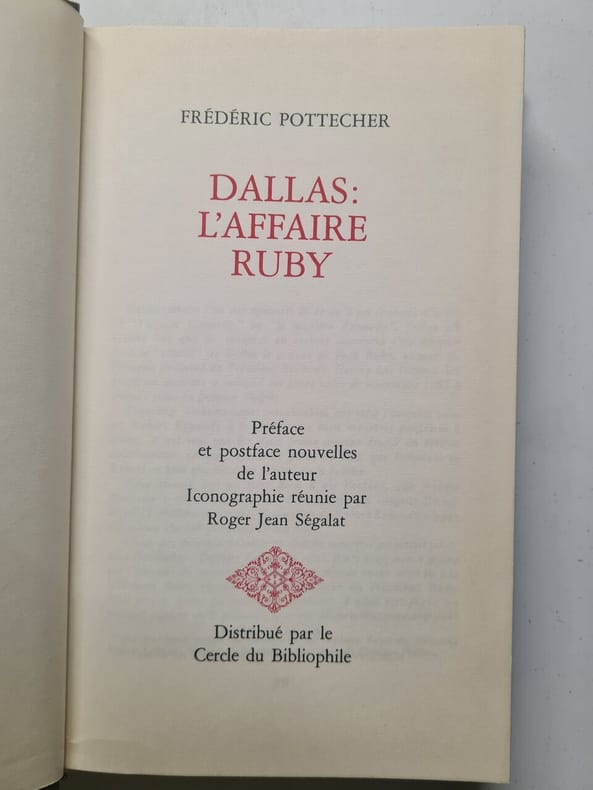 FRÉDÉRIC POTTECHER
DALLAS:
L'AFFAIRE
RUBY
Préface
et postface nouvelles
de l'auteur
Iconographie réunie par
Roger Jean Ségalat
Distribué par le
Cercle du Bibliophile